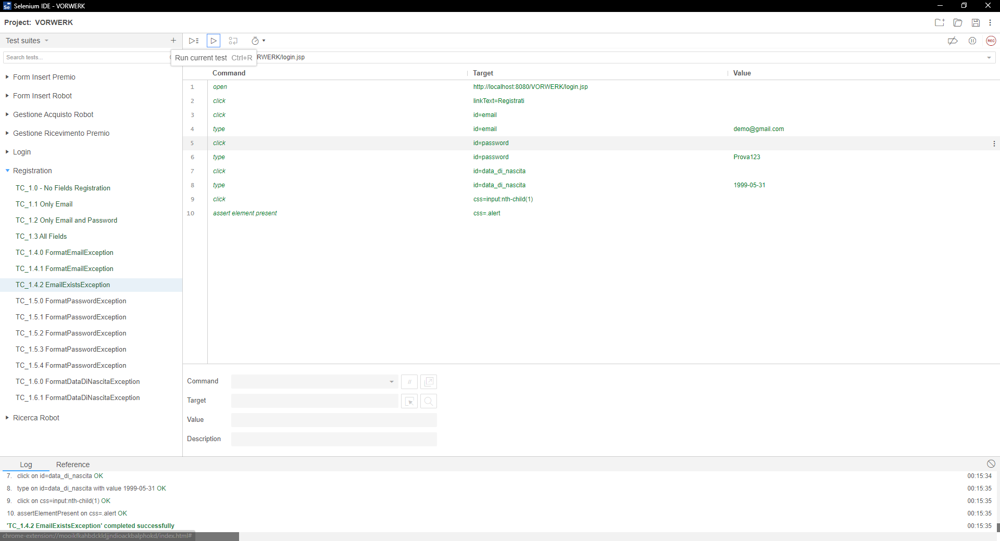 Selenium IDE - VORWERK
Project: VORWERK
Test suites
REC
Search tests...
Run current test Ctrl+R
RWERK/login.jsp
Form Insert Premio
Form Insert Robot
Gestione Acquisto Robot
Gestione Ricevimento Premio
Login
Registration
TC_1.0 - No Fields Registration
TC_1.1 Only Email
TC_1.2 Only Email and Password
TC_1.3 All Fields
TC_1.4.0 FormatEmailException
TC_1.4.1 FormatEmailException
TC_1.4.2 EmailExistsException
TC_1.5.0 FormatPasswordException
TC_1.5.1 FormatPasswordException
TC_1.5.2 FormatPasswordException
TC_1.5.3 FormatPasswordException
TC_1.5.4 FormatPasswordException
TC_1.6.0 FormatDataDiNascitaException
TC_1.6.1 FormatDataDiNascitaException
Ricerca Robot
Command Target Value
1 open http://localhost:8080/VORWERK/login.jsp
2 click linkText=Registrati
3 click id=email
4 type id=email demo@gmail.com
5 click id=password
6 type id=password Prova123
7 click id=data_di_nascita
8 type id=data_di_nascita 1999-05-31
9 click css=input:nth-child(1)
10 assert element present css=.alert
Command //
Target
Value
Description
Log Reference
7. click on id=data_di_nascita OK 00:15:34
8. type on id=data_di_nascita with value 1999-05-31 OK 00:15:35
9. click on css=input:nth-child(1) OK 00:15:35
10. assertElementPresent on css=.alert OK 00:15:35
'TC_1.4.2 EmailExistsException' completed successfully 00:15:35
chrome-extension://mooikfkahbdckldjjndioackbalphokd/index.html#